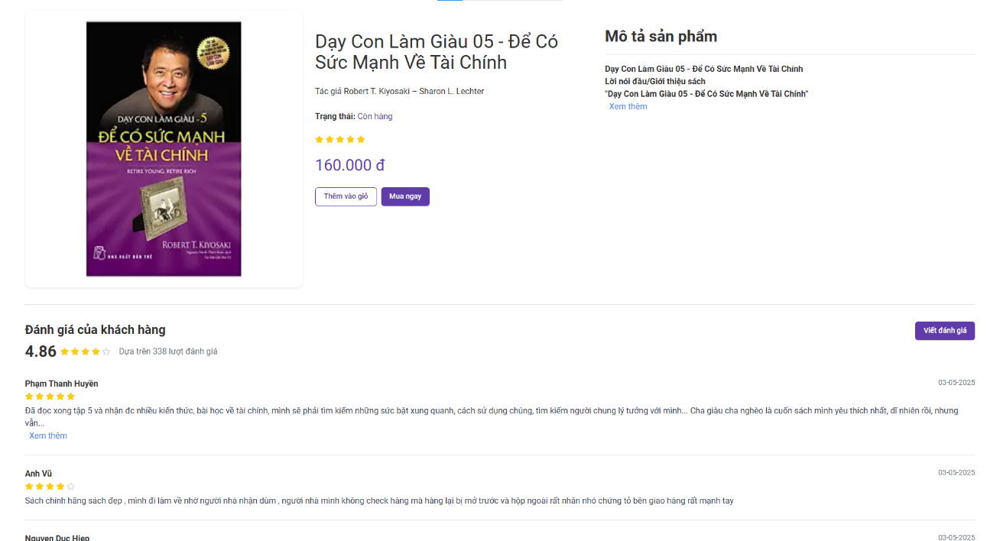 DẠY CON LÀM GIÀU - 5
ĐỂ CÓ SỨC MẠNH
VỀ TÀI CHÍNH
RETIRE YOUNG, RETIRE RICH
ROBERT T. KIYOSAKI
NHÀ XUẤT BẢN TRẺ
Dạy Con Làm Giàu 05 - Để Có
Sức Mạnh Về Tài Chính
Tác giả Robert T. Kiyosaki – Sharon L. Lechter
Trạng thái: Còn hàng
160.000 đ
Thêm vào giỏ
Mua ngay
Mô tả sản phẩm
Dạy Con Làm Giàu 05 - Để Có Sức Mạnh Về Tài Chính
Lời nói đầu/Giới thiệu sách
"Dạy Con Làm Giàu 05 - Để Có Sức Mạnh Về Tài Chính"
Xem thêm
Đánh giá của khách hàng
Viết đánh giá
4.86
Dựa trên 338 lượt đánh giá
Phạm Thanh Huyền
03-05-2025
Đã đọc xong tập 5 và nhận đc nhiều kiến thức, bài học về tài chính, mình sẽ phải tìm kiếm những sức bật xung quanh, cách sử dụng chúng, tìm kiếm người chung lý tưởng với mình... Cha giàu cha nghèo là cuốn sách mình yêu thích nhất, dĩ nhiên rồi, nhưng
vẫn...
Xem thêm
Anh Vũ
03-05-2025
Sách chính hãng sách đẹp , mình đi làm về nhờ người nhà nhận dùm , người nhà mình không check hàng mà hàng lại bị mở trước và hộp ngoài rất nhăn nhó chứng tỏ bên giao hàng rất mạnh tay
Nguyen Duc Hiep
03-05-2025